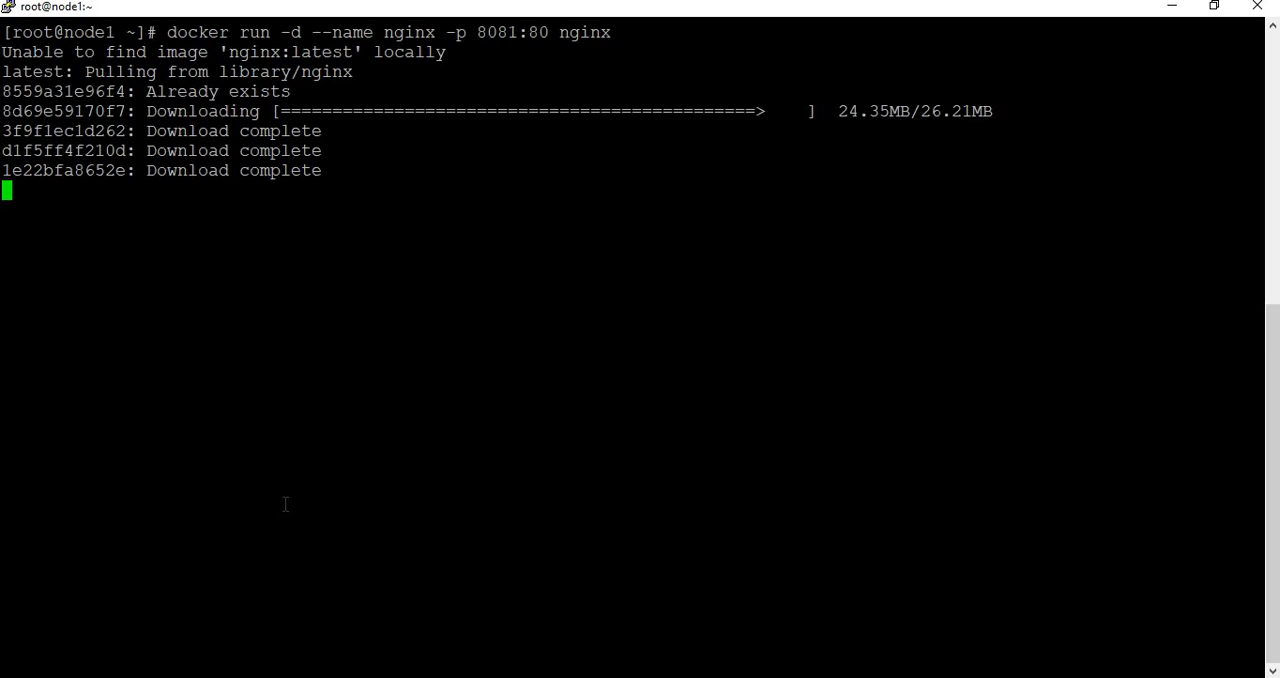 root@node1:~
[root@node1 ~]# docker run -d --name nginx -p 8081:80 nginx
Unable to find image 'nginx:latest' locally
latest: Pulling from library/nginx
8559a31e96f4: Already exists
8d69e59170f7: Downloading [==============================================>    ]  24.35MB/26.21MB
3f9f1ec1d262: Download complete
d1f5ff4f210d: Download complete
1e22bfa8652e: Download complete